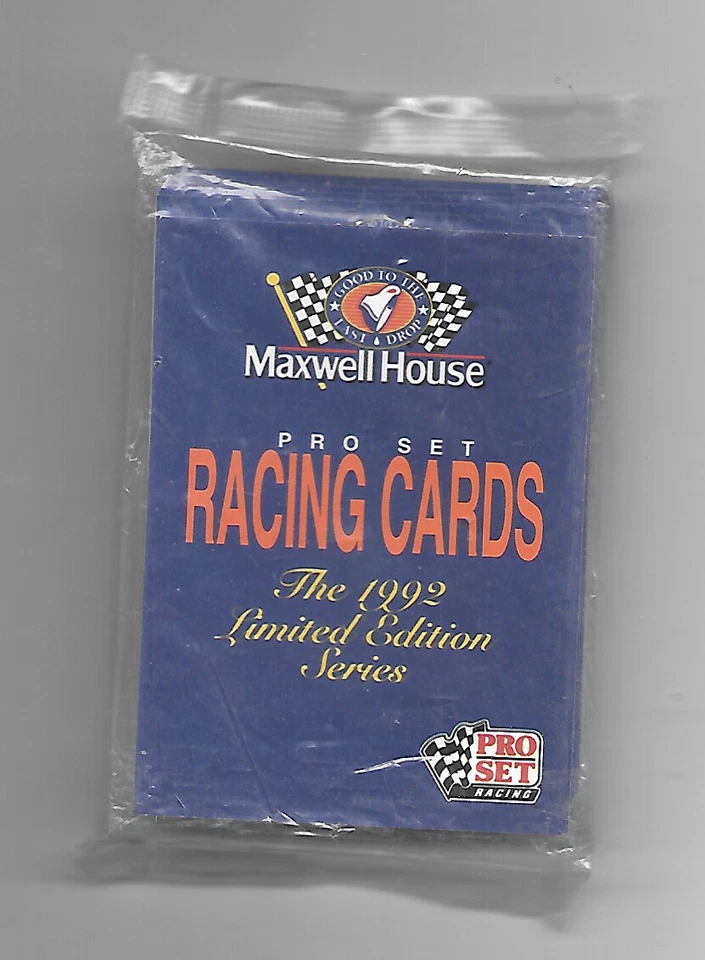 GOOD TO THE
LAST DROP
Maxwell House
PRO SET
RACING CARDS
The 1992
Limited Edition
Series
PRO
SET
RACING